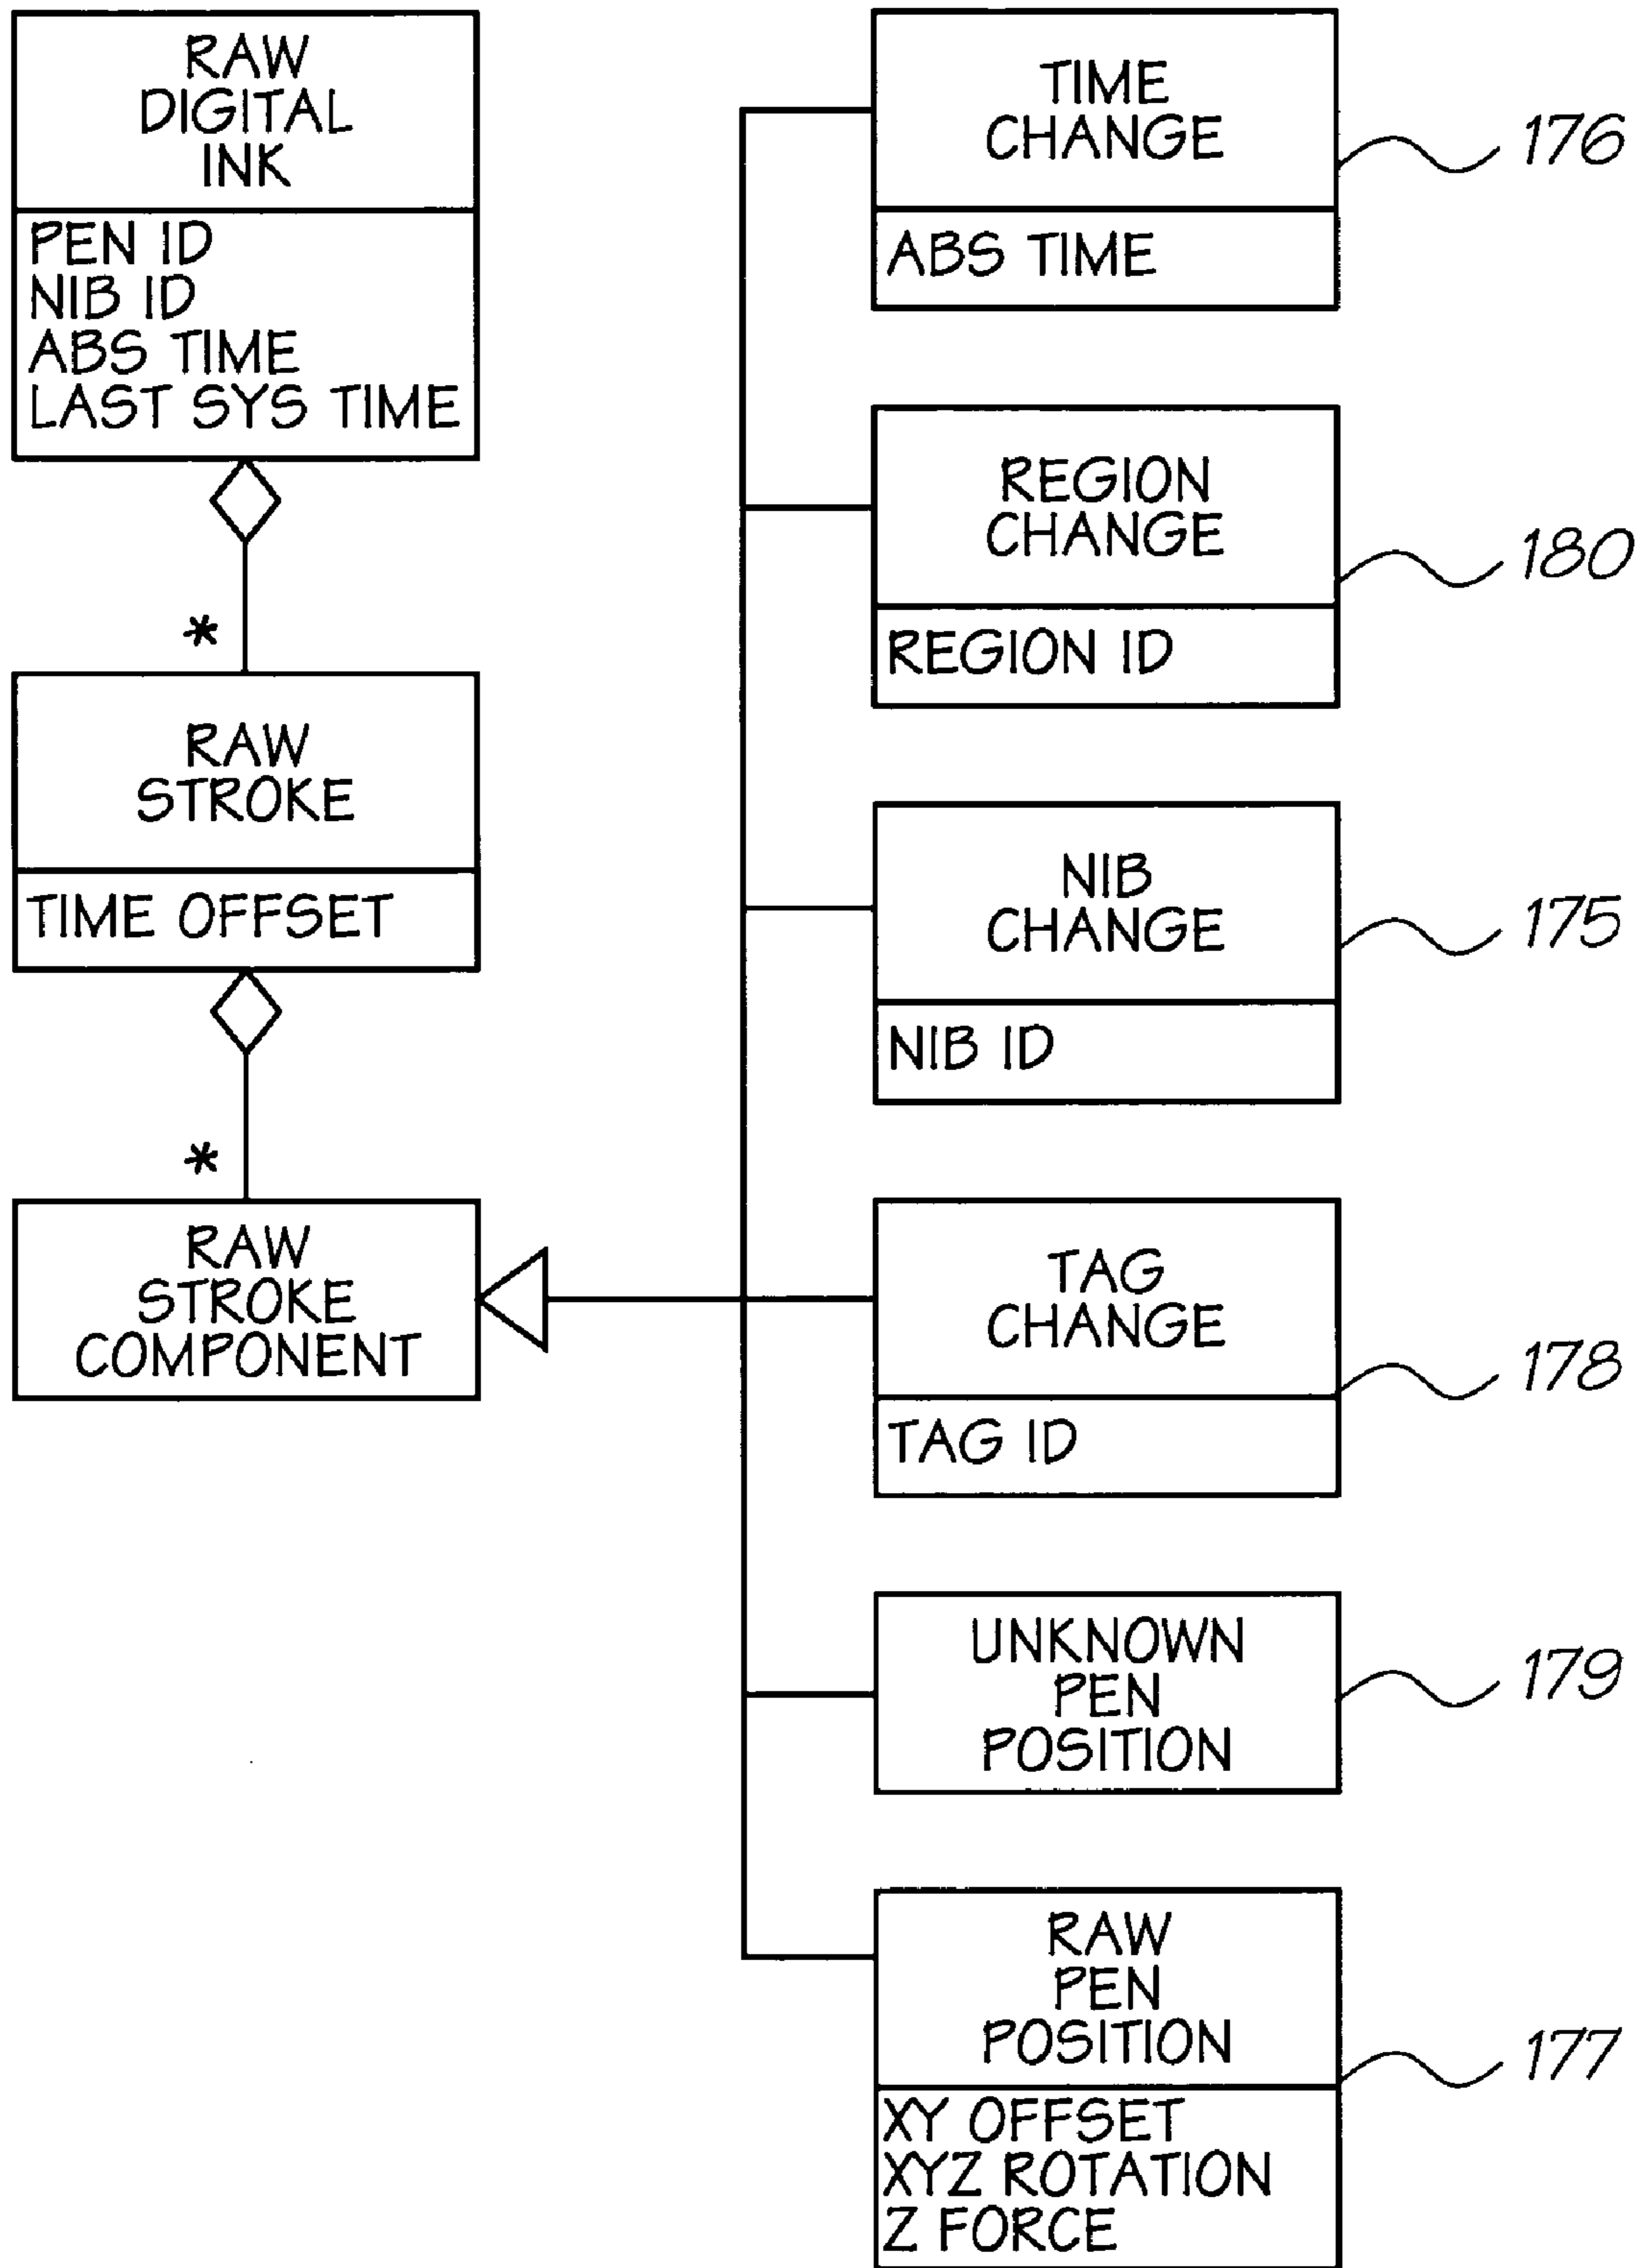 RAW
DIGITAL
INK
PEN ID
NIB ID
ABS TIME
LAST SYS TIME
*
RAW
STROKE
TIME OFFSET
*
RAW
STROKE
COMPONENT
TIME
CHANGE
ABS TIME
176
REGION
CHANGE
REGION ID
180
NIB
CHANGE
NIB ID
175
TAG
CHANGE
TAG ID
178
UNKNOWN
PEN
POSITION
179
RAW
PEN
POSITION
XY OFFSET
XYZ ROTATION
Z FORCE
177